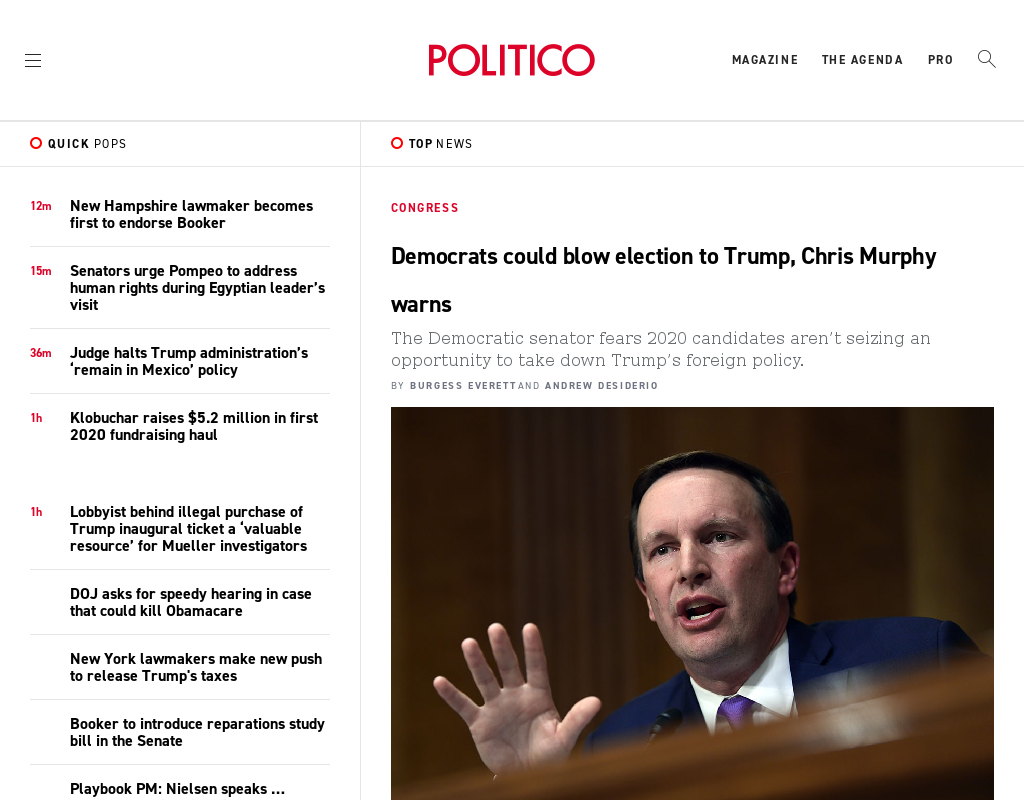 POLITICO
MAGAZINE THE AGENDA PRO
QUICK POPS
TOP NEWS
12m
New Hampshire lawmaker becomes
first to endorse Booker
15m
Senators urge Pompeo to address
human rights during Egyptian leader’s
visit
36m
Judge halts Trump administration’s
‘remain in Mexico’ policy
1h
Klobuchar raises $5.2 million in first
2020 fundraising haul
1h
Lobbyist behind illegal purchase of
Trump inaugural ticket a ‘valuable
resource’ for Mueller investigators
DOJ asks for speedy hearing in case
that could kill Obamacare
New York lawmakers make new push
to release Trump's taxes
Booker to introduce reparations study
bill in the Senate
Playbook PM: Nielsen speaks …
CONGRESS
Democrats could blow election to Trump, Chris Murphy
warns
The Democratic senator fears 2020 candidates aren’t seizing an
opportunity to take down Trump’s foreign policy.
BY BURGESS EVERETT AND ANDREW DESIDERIO